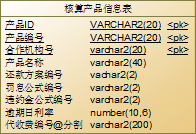 核算产品信息表
产品ID VARCHAR2(20) <pk>
产品编号 VARCHAR2(20) <pk>
合作机构号 varchar2(20) <pk>
产品名称 varchar2(40)
还款方案编号 vachar2(2)
罚息公式编号 varchar2(2)
违约金公式编号 varchar2(2)
逾期日利率 number(10,6)
代收费编号@分割 varchar2(200)